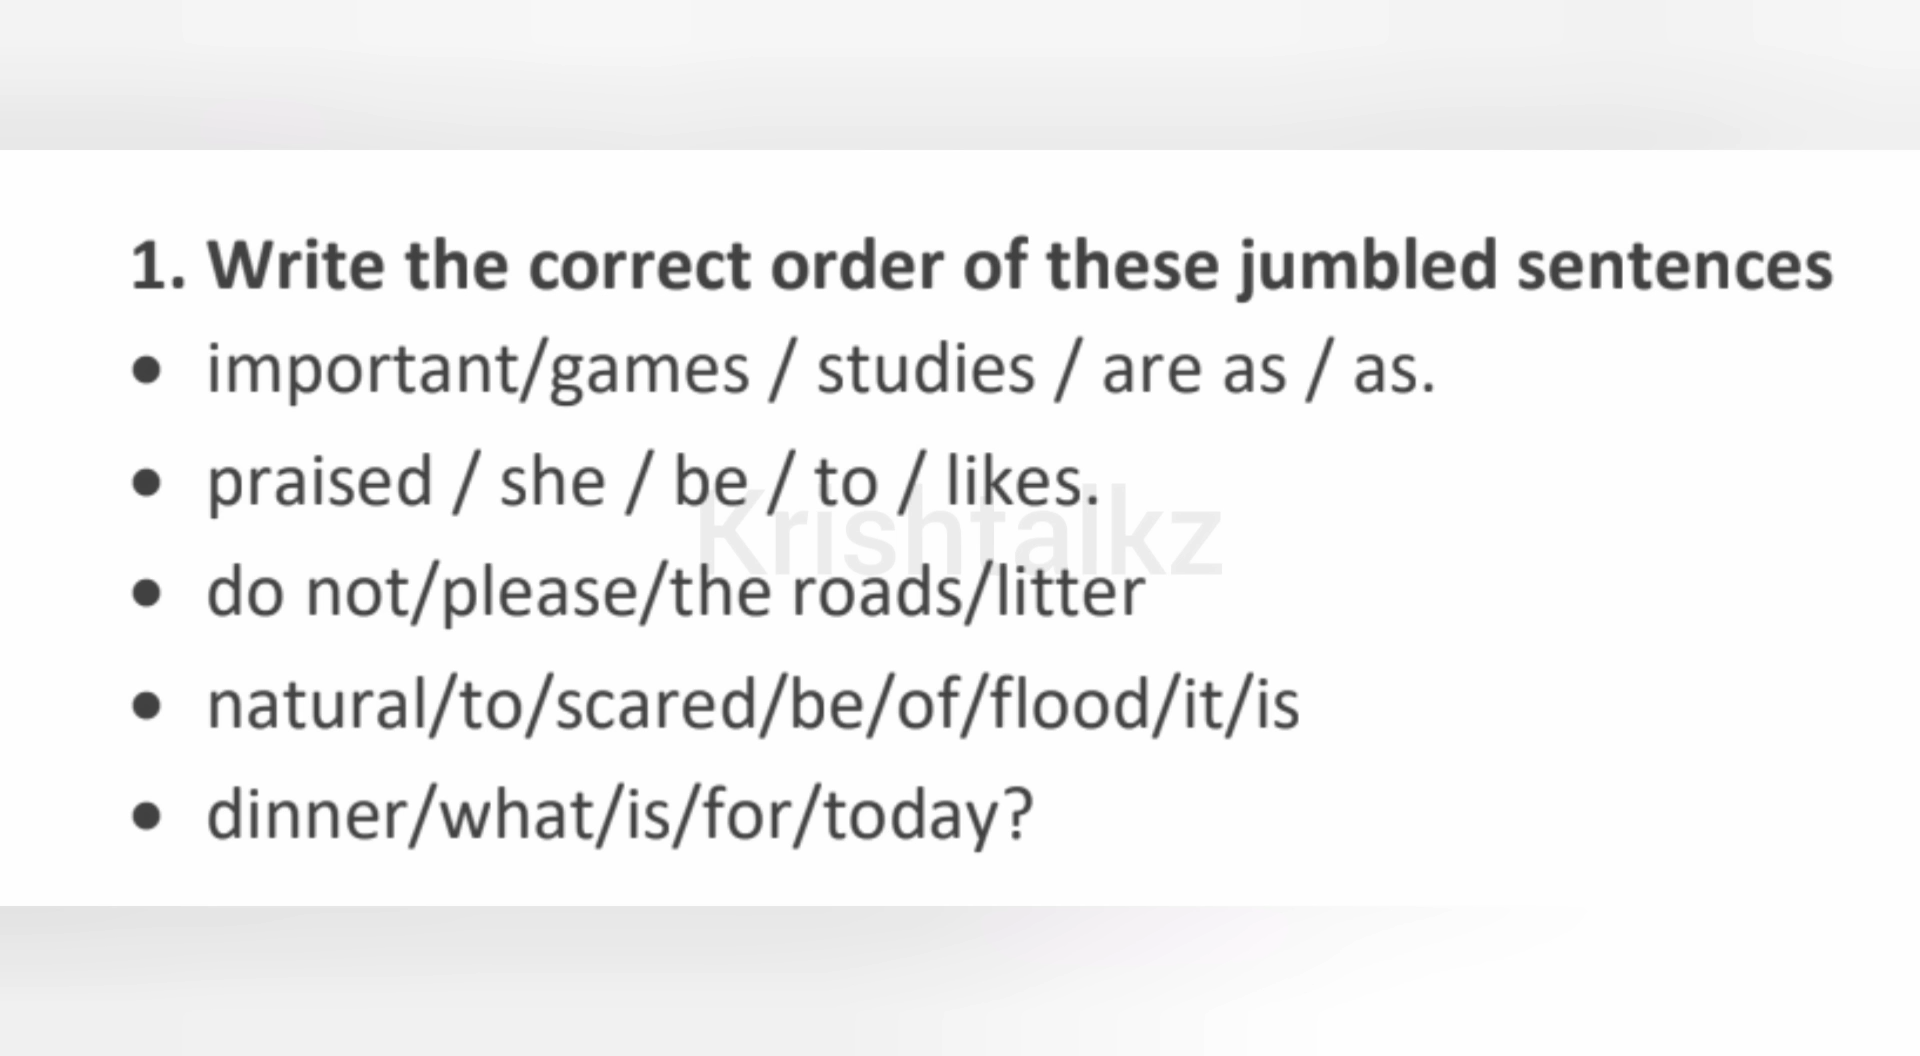 1. Write the correct order of these jumbled sentences
• important/games / studies / are as / as.
• praised / she / be / to / likes.
Krishtalkz
• do not/please/the roads/litter
• natural/to/scared/be/of/flood/it/is
• dinner/what/is/for/today?